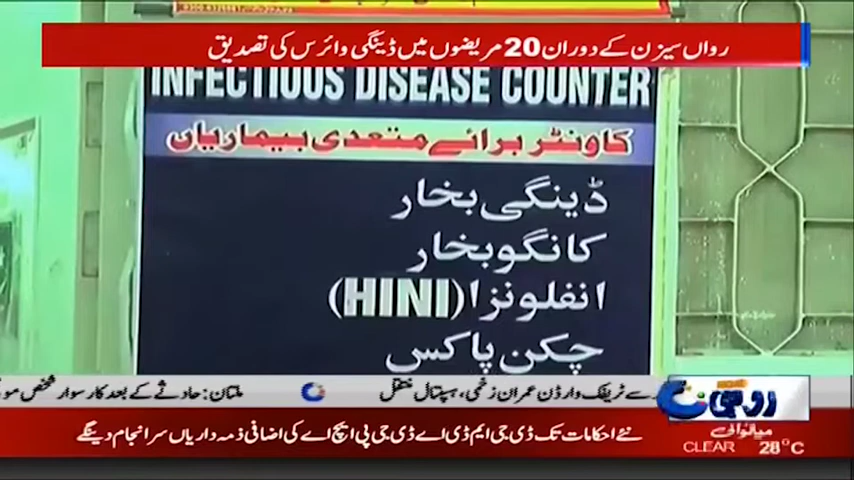 رواں سیزن کے دوران 20 مریضوں میں ڈینگی وائرس کی تصدیق
INFECTIOUS DISEASE COUNTER
کاونٹر برائے متعدی بیماریاں
ڈینگی بخار
کانگو بخار
انفلونزا (HINI)
چکن پاکس
سے ٹریفک وارڈن عمران زخمی، ہسپتال منتقل
ملتان: حادثے کے بعد کار سوار شخص
روہی
میانوالی
نئے احکامات تک ڈی جی ایم ڈی اے ڈی جی پی ایچ اے کی اضافی ذمہ داریاں سرانجام دینگے
CLEAR 28°C